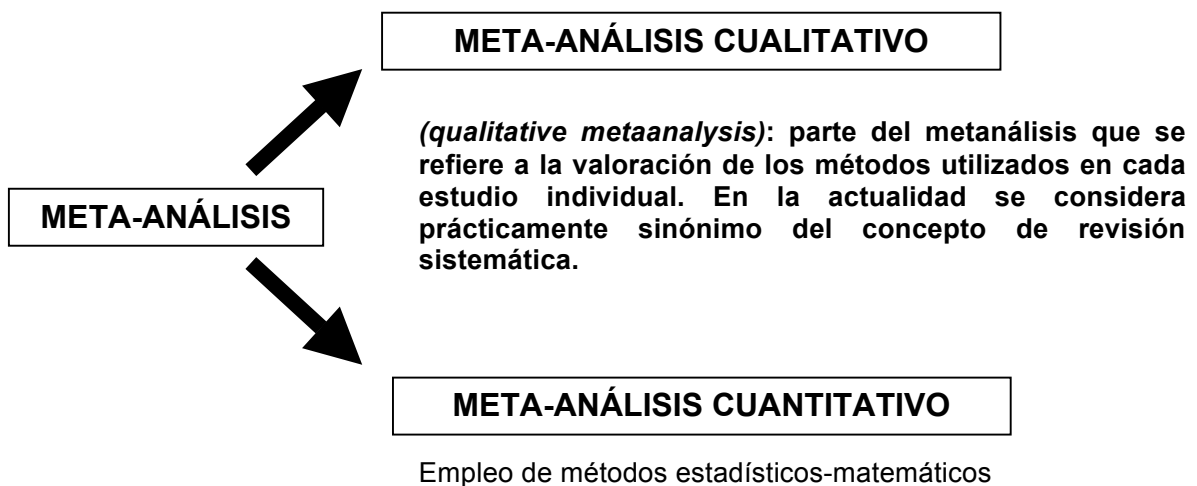 META-ANÁLISIS CUALITATIVO
(qualitative metaanalysis): parte del metanálisis que se
refiere a la valoración de los métodos utilizados en cada
estudio individual. En la actualidad se considera
prácticamente sinónimo del concepto de revisión
sistemática.
META-ANÁLISIS
META-ANÁLISIS CUANTITATIVO
Empleo de métodos estadísticos-matemáticos